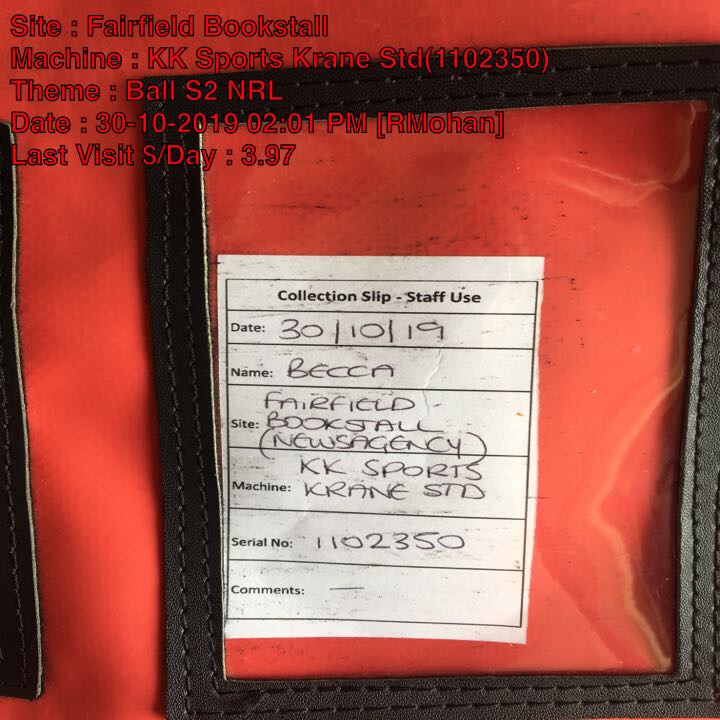 Site : Fairfield Bookstall
Machine : KK Sports Krane Std(1102350)
Theme : Ball S2 NRL
Date : 30-10-2019 02:01 PM [RMohan]
Last Visit $/Day : 3.97
Collection Slip - Staff Use
Date: 30/10/19
Name: BECCA
FAIRFIELD
Site: BOOKSTALL
(NEWSAGENCY)
KK SPORTS
Machine: KRANE STD
Serial No: 1102350
Comments: —